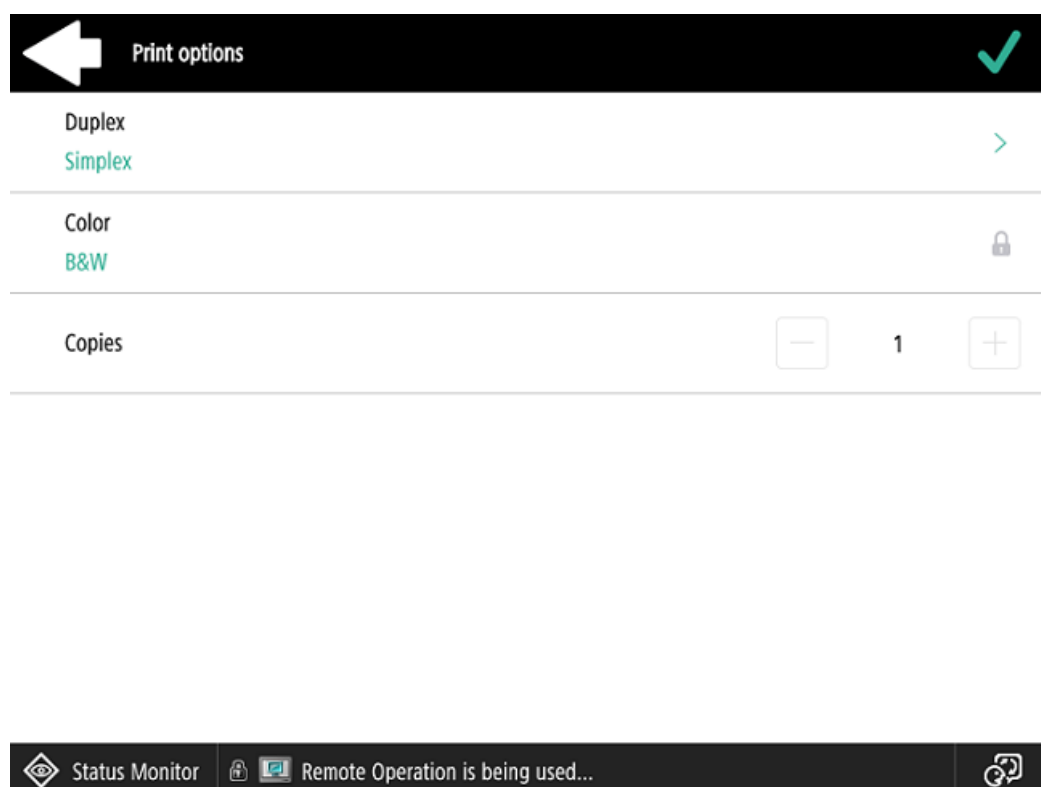 Print options
Duplex
Simplex
Color
B&W
Copies
1
Status Monitor
Remote Operation is being used...